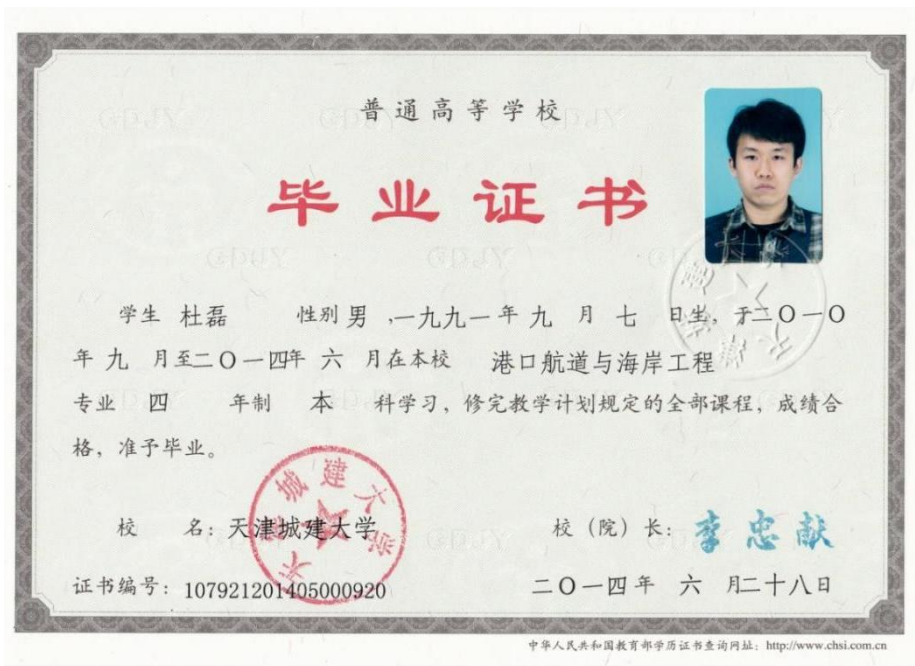 普通高等学校
毕业证书
学生 杜磊 性别 男 ,一九九一年 九 月 七 日生, 于二〇一〇
年 九 月至二〇一四年 六 月在本校 港口航道与海岸工程
专业 四 年制 本 科学习, 修完教学计划规定的全部课程, 成绩合
格, 准予毕业。
天津城建大学
校 名: 天津城建大学 校(院)长: 李忠献
证书编号: 107921201405000920 二〇一四年 六 月二十八日
中华人民共和国教育部学历证书查询网址: http://www.chsi.com.cn